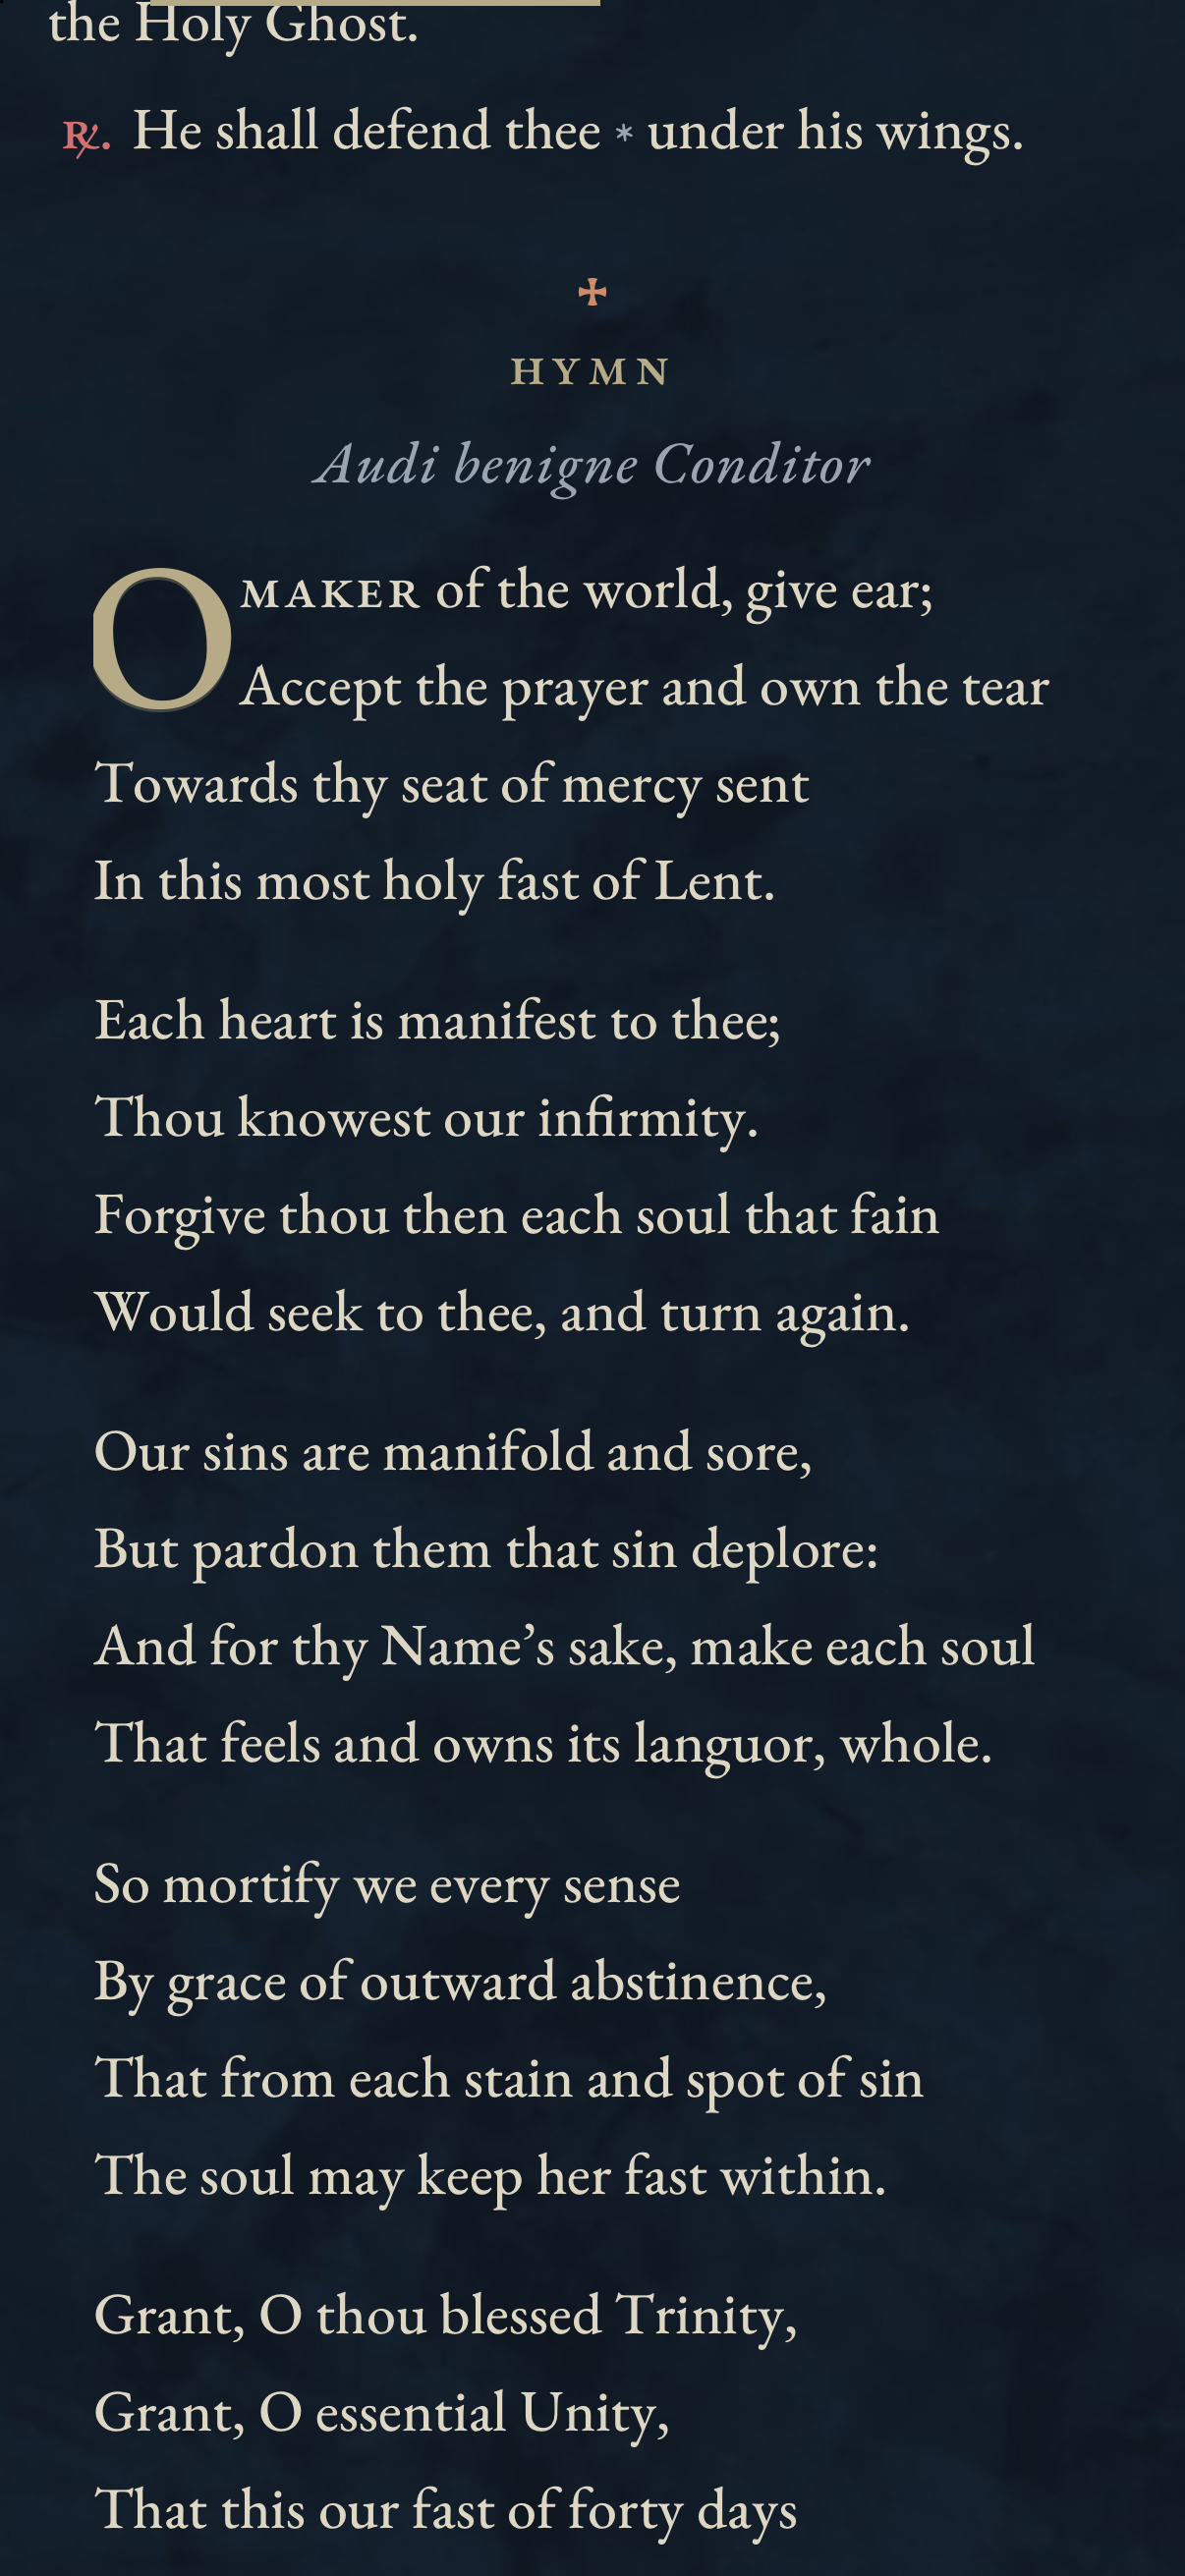 the Holy Ghost.
℟. He shall defend thee * under his wings.
✠
HYMN
Audi benigne Conditor
O MAKER of the world, give ear;
Accept the prayer and own the tear
Towards thy seat of mercy sent
In this most holy fast of Lent.
Each heart is manifest to thee;
Thou knowest our infirmity.
Forgive thou then each soul that fain
Would seek to thee, and turn again.
Our sins are manifold and sore,
But pardon them that sin deplore:
And for thy Name’s sake, make each soul
That feels and owns its languor, whole.
So mortify we every sense
By grace of outward abstinence,
That from each stain and spot of sin
The soul may keep her fast within.
Grant, O thou blessed Trinity,
Grant, O essential Unity,
That this our fast of forty days